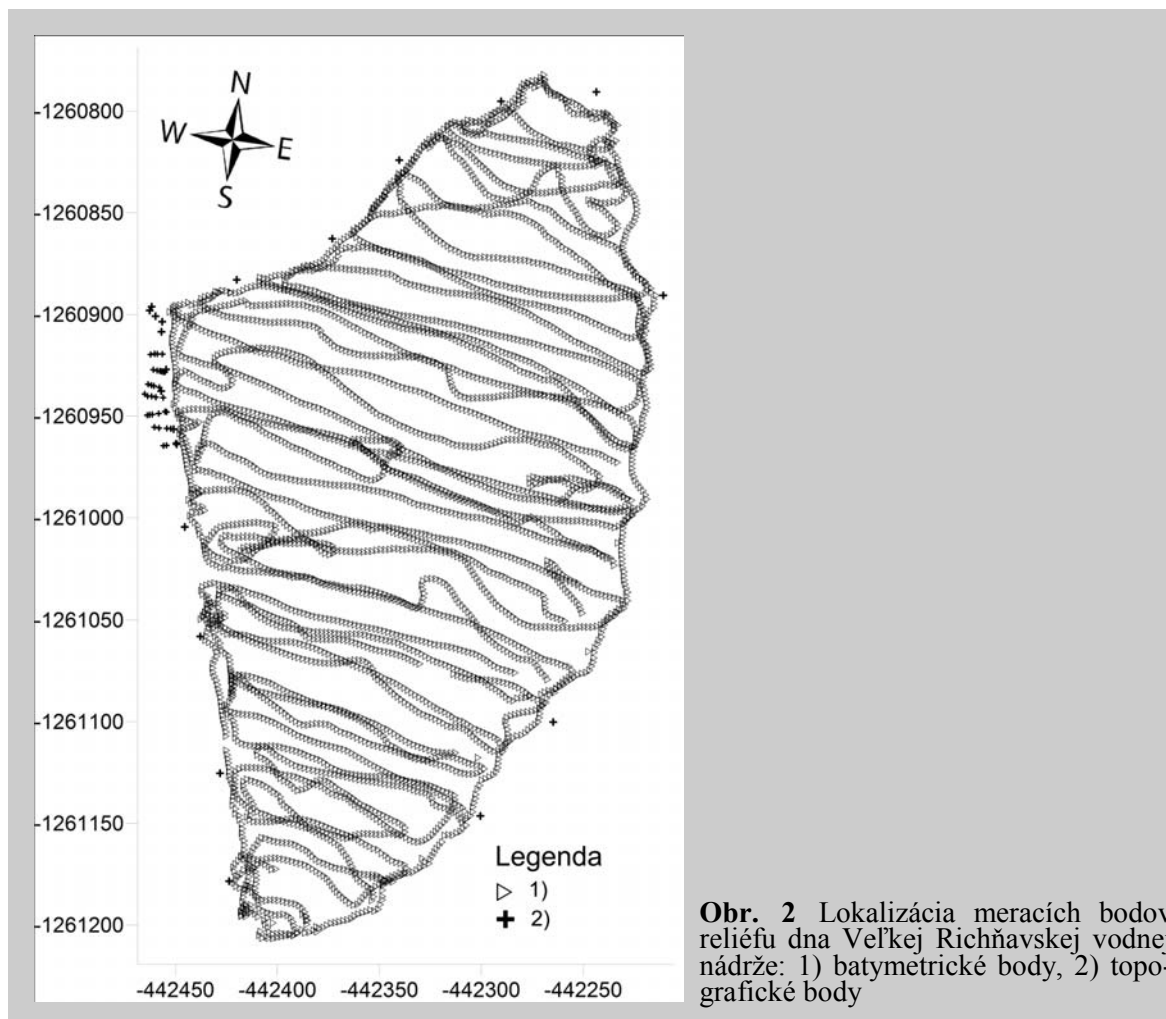 N
W E
S
-1260800
-1260850
-1260900
-1260950
-1261000
-1261050
-1261100
-1261150
-1261200
Legenda
1)
2)
-442450 -442400 -442350 -442300 -442250
Obr. 2 Lokalizácia meracích bodov
reliéfu dna Veľkej Richňavskej vodnej
nádrže: 1) batymetrické body, 2) topo-
grafické body